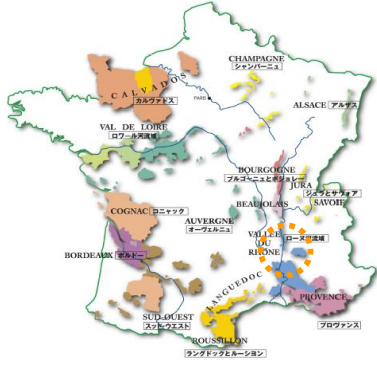 CHAMPAGNE
シャンパーニュ
CALVADOS
カルヴァドス
PARIS
ALSACE アルザス
VAL DE LOIRE
ロワール河流域
BOURGOGNE
ブルゴーニュとボジョレー
JURA
ジュラとサヴォア
SAVOIE
BEAUJOLAIS
COGNAC コニャック
AUVERGNE
オーヴェルニュ
VALLÉE
DU
RHÔNE
ローヌ河流域
BORDEAUX ボルドー
LANGUEDOC
PROVENCE
プロヴァンス
SUD OUEST
スッド・ウエスト
ROUSSILLON
ラングドックとルーション